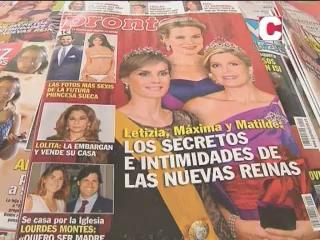 pronto
C
LAS FOTOS MÁS SEXIS
DE LA FUTURA
PRINCESA SUECA
LOLITA: LA EMBARGAN
Y VENDE SU CASA
Se casa por la Iglesia
LOURDES MONTES:
«QUIERO SER MADRE
Letizia, Máxima y Matilde:
LOS SECRETOS
E INTIMIDADES DE
LAS NUEVAS REINAS